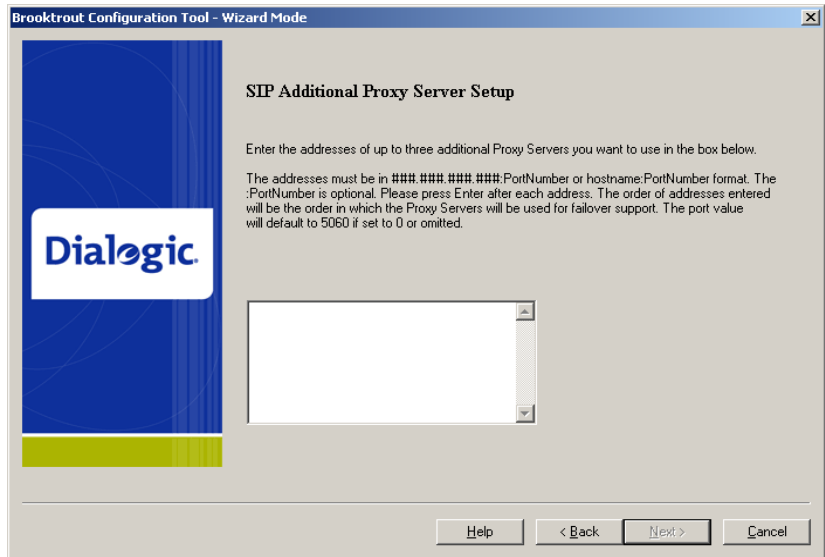 Brooktrout Configuration Tool - Wizard Mode
SIP Additional Proxy Server Setup
Enter the addresses of up to three additional Proxy Servers you want to use in the box below.
The addresses must be in ###.###.###.###:PortNumber or hostname:PortNumber format. The
:PortNumber is optional. Please press Enter after each address. The order of addresses entered
will be the order in which the Proxy Servers will be used for failover support. The port value
will default to 5060 if set to 0 or omitted.
Dialogic.
Help < Back Next > Cancel